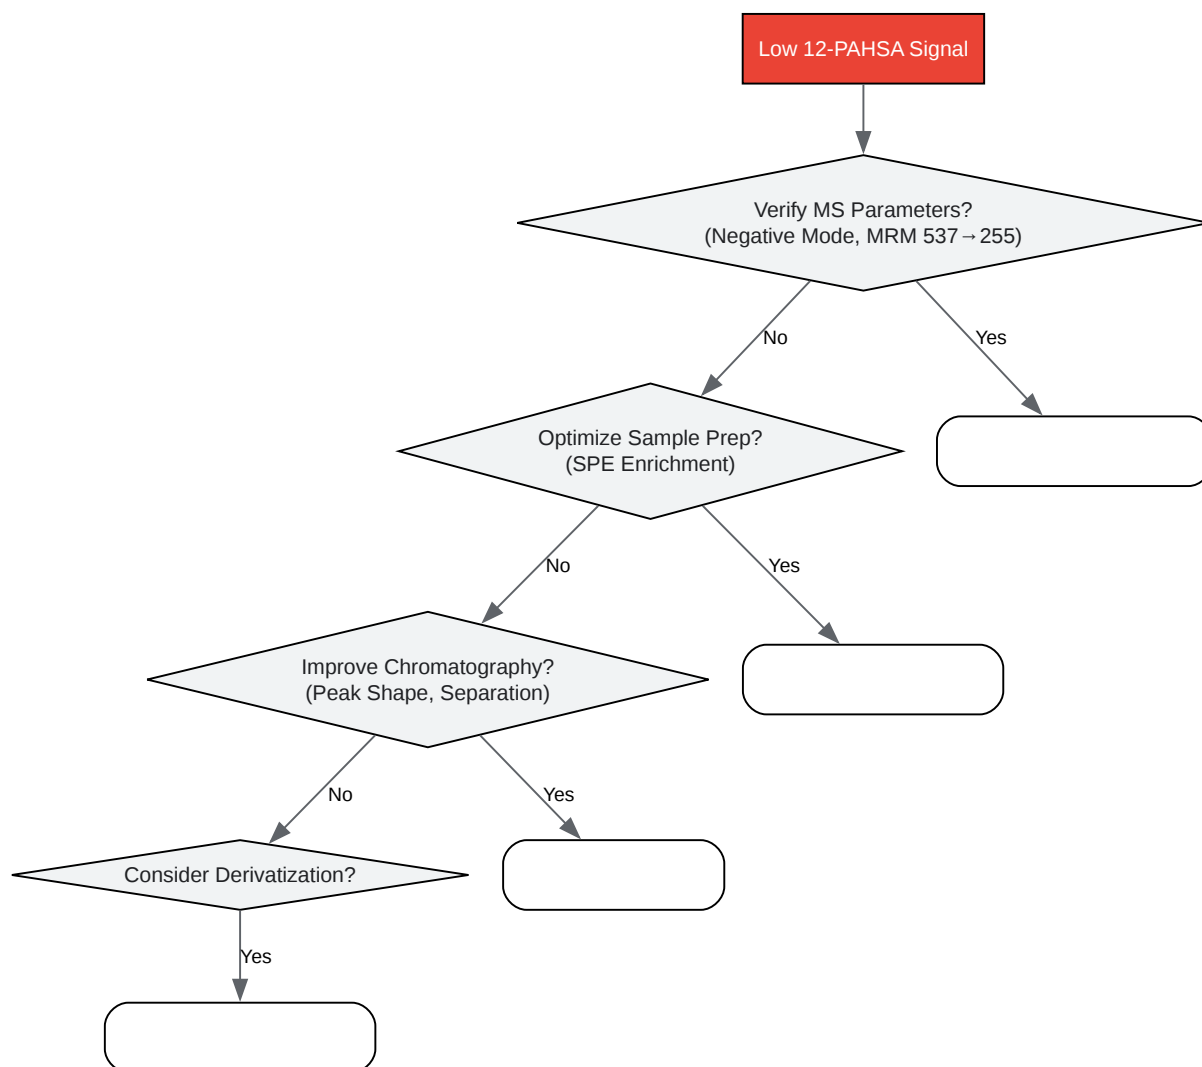 Low 12-PAHSA Signal
Verify MS Parameters?
(Negative Mode, MRM 537→255)
No
Yes
Optimize Sample Prep?
(SPE Enrichment)
No
Yes
Improve Chromatography?
(Peak Shape, Separation)
No
Yes
Consider Derivatization?
Yes